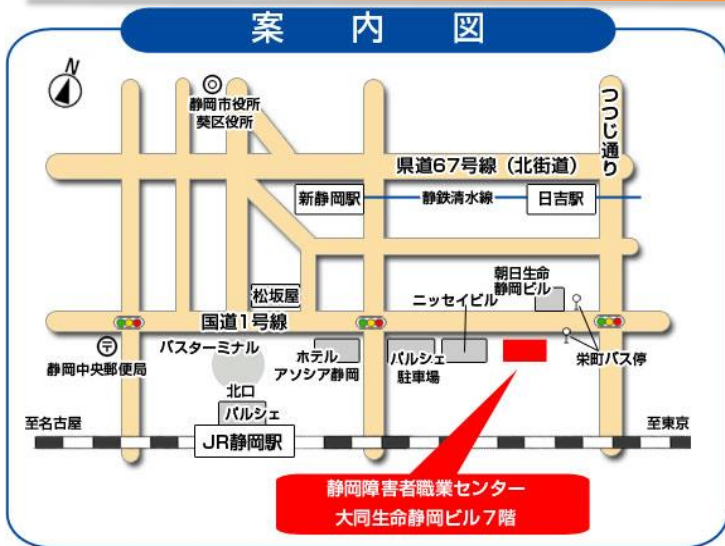 案内図
N
静岡市役所
葵区役所
つつじ通り
県道67号線（北街道）
新静岡駅
静鉄清水線
日吉駅
朝日生命
静岡ビル
松坂屋
ニッセイビル
国道1号線
〒
静岡中央郵便局
バスターミナル
ホテル
アソシア静岡
パルシェ
駐車場
栄町バス停
北口
パルシェ
至名古屋
JR静岡駅
至東京
静岡障害者職業センター
大同生命静岡ビル７階